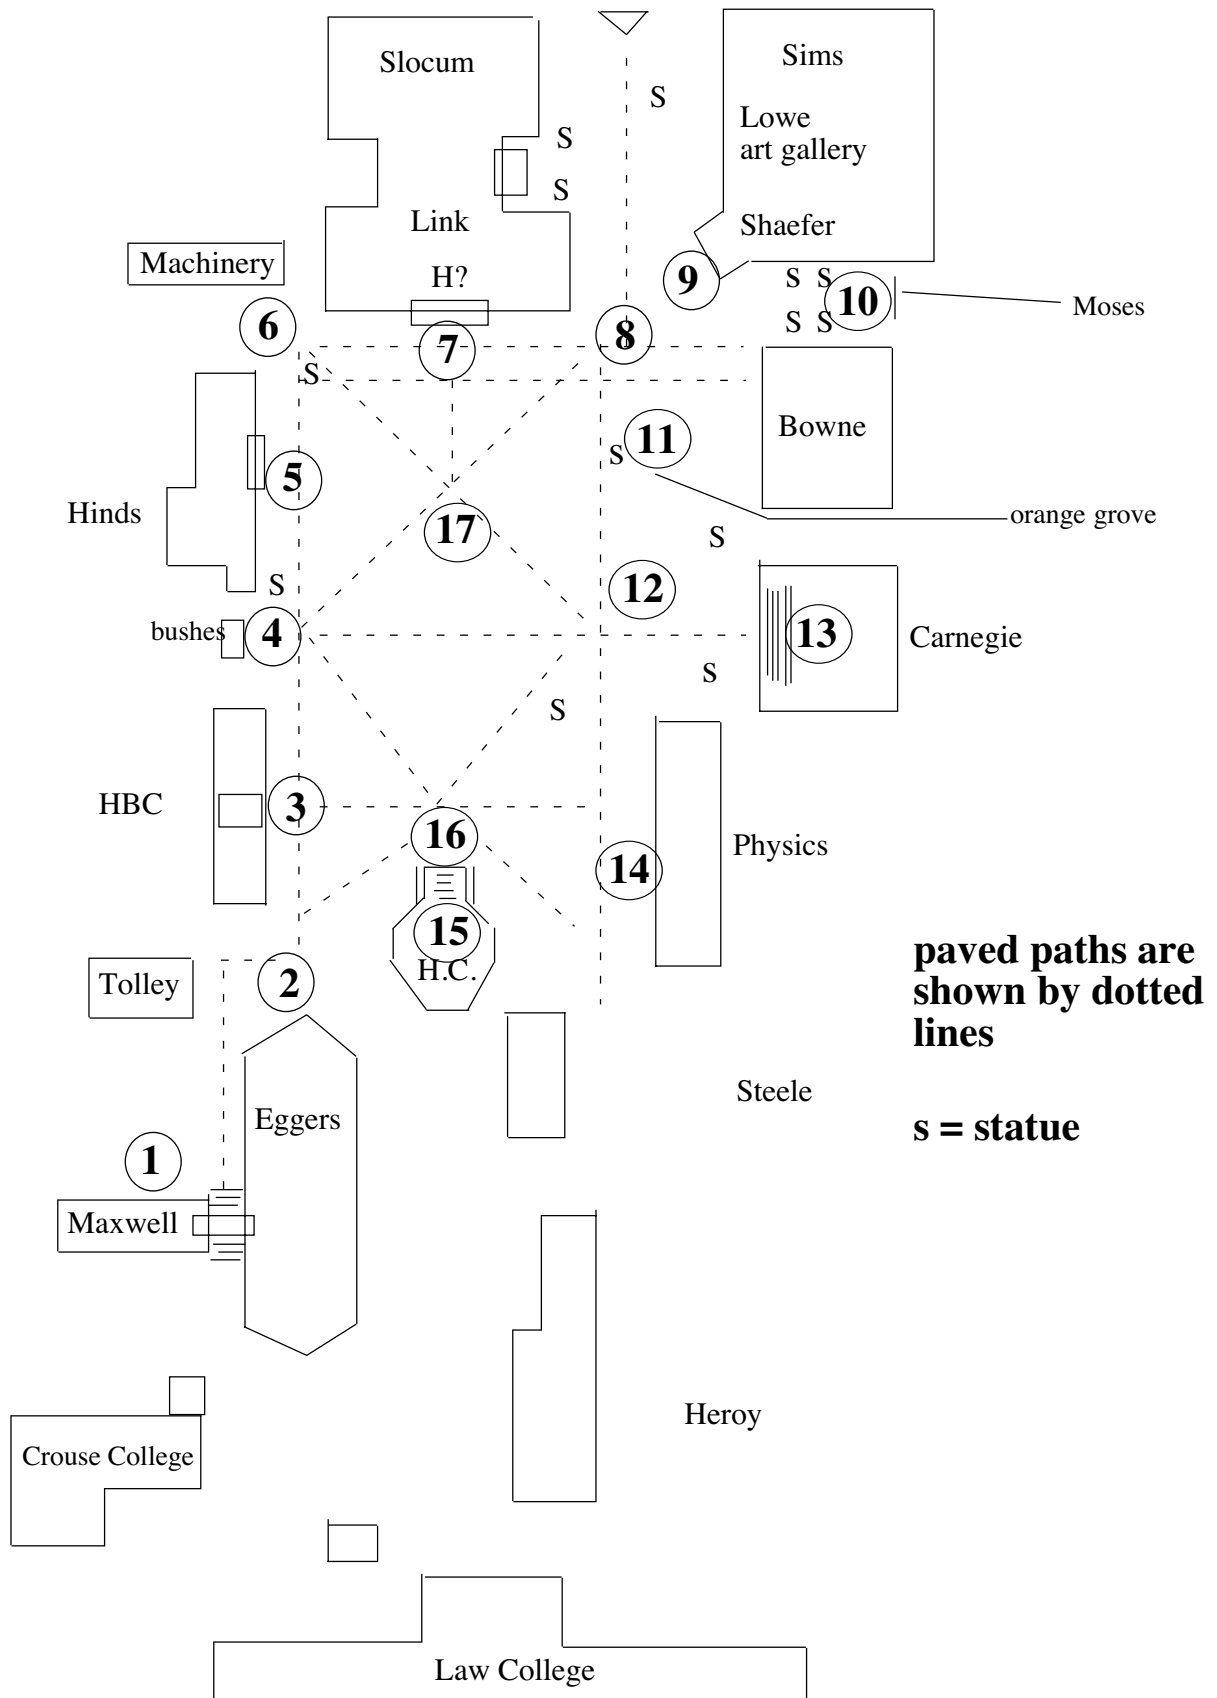 Slocum
Sims
S
Lowe
art gallery
S
S
Link
Shaefer
Machinery
H?
9
S S
10
Moses
6
S S
7
8
S
11
Bowne
S
5
Hinds
orange grove
17
S
S
12
bushes
4
13
Carnegie
S
S
HBC
3
16
Physics
14
15
H.C.
Tolley
2
paved paths are
shown by dotted
lines
Steele
Eggers
s = statue
1
Maxwell
Heroy
Crouse College
Law College